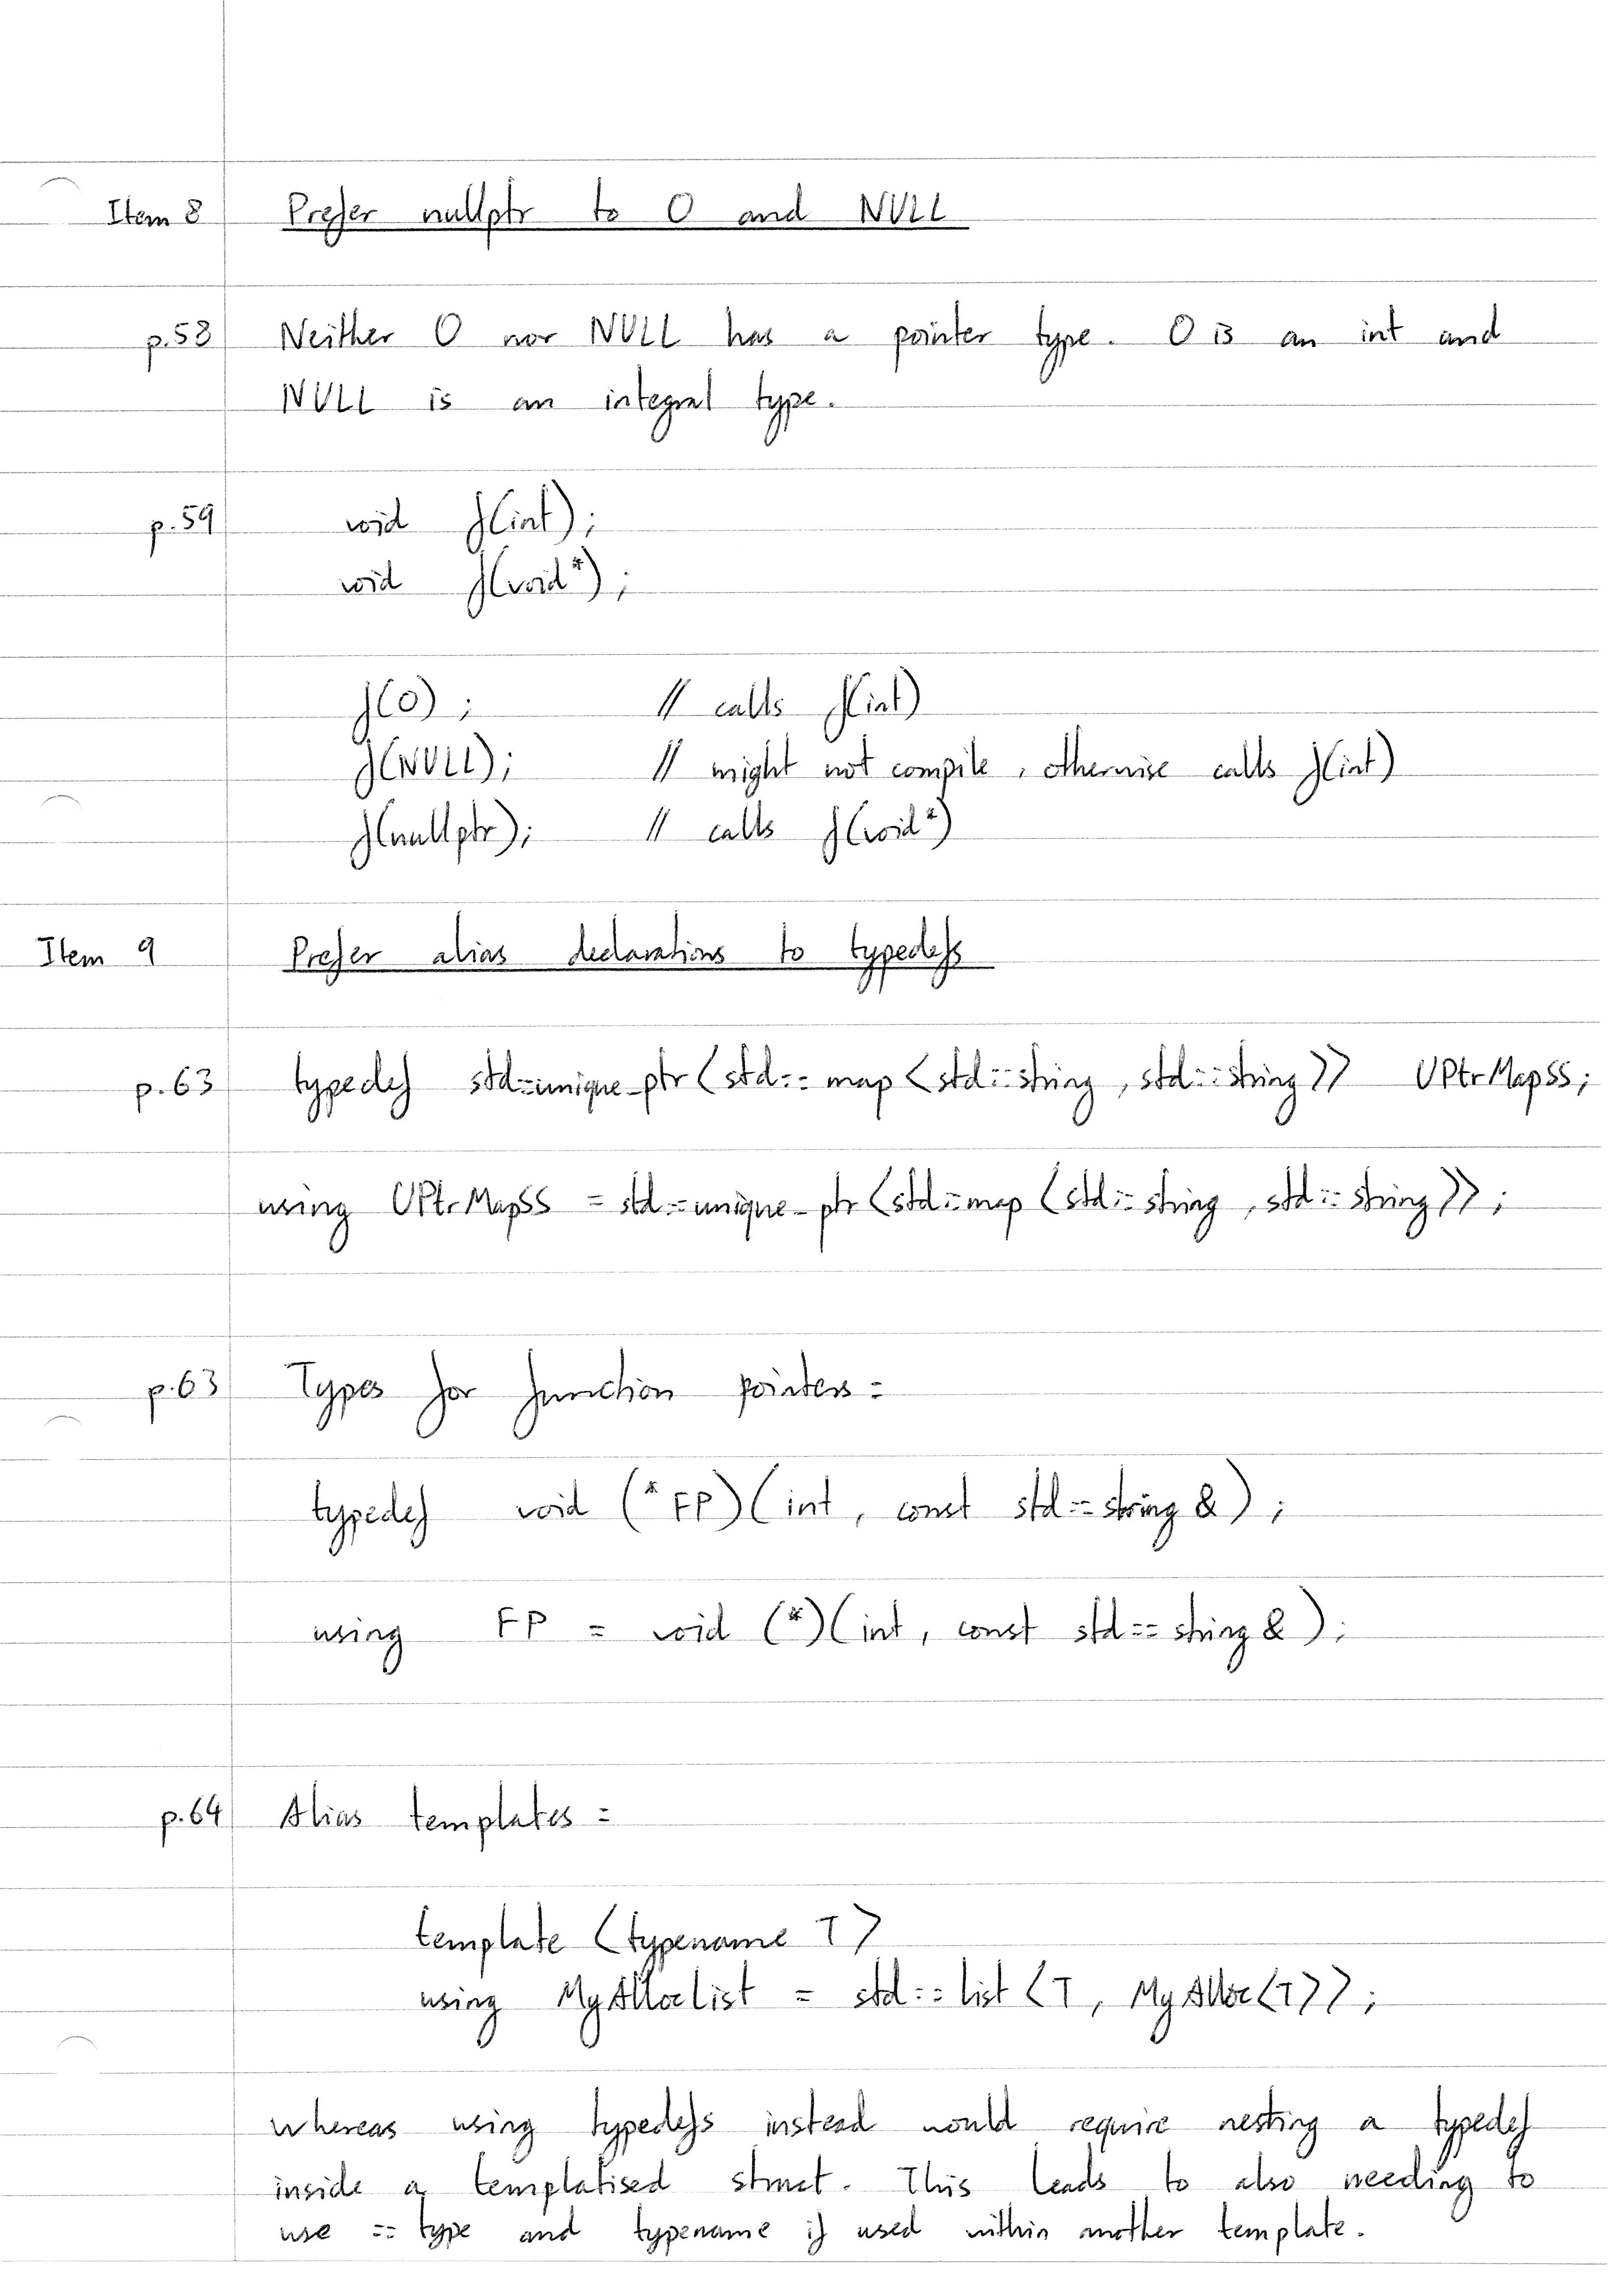 Item 8 Prefer nullptr to 0 and NULL
p.58 Neither 0 nor NULL has a pointer type. 0 is an int and
NULL is an integral type.
p.59 void f(int);
void f(void*);
f(0); // calls f(int)
f(NULL); // might not compile, otherwise calls f(int)
f(nullptr); // calls f(void*)
Item 9 Prefer alias declarations to typedefs
p.63 typedef std::unique_ptr<std::map<std::string, std::string>> UPtrMapSS;
using UPtrMapSS = std::unique_ptr<std::map<std::string, std::string>>;
p.63 Types for function pointers:
typedef void (*FP)(int, const std::string &);
using FP = void (*)(int, const std::string &);
p.64 Alias templates:
template <typename T>
using MyAllocList = std::list<T, MyAlloc<T>>;
whereas using typedefs instead would require nesting a typedef
inside a templatised struct. This leads to also needing to
use ::type and typename if used within another template.